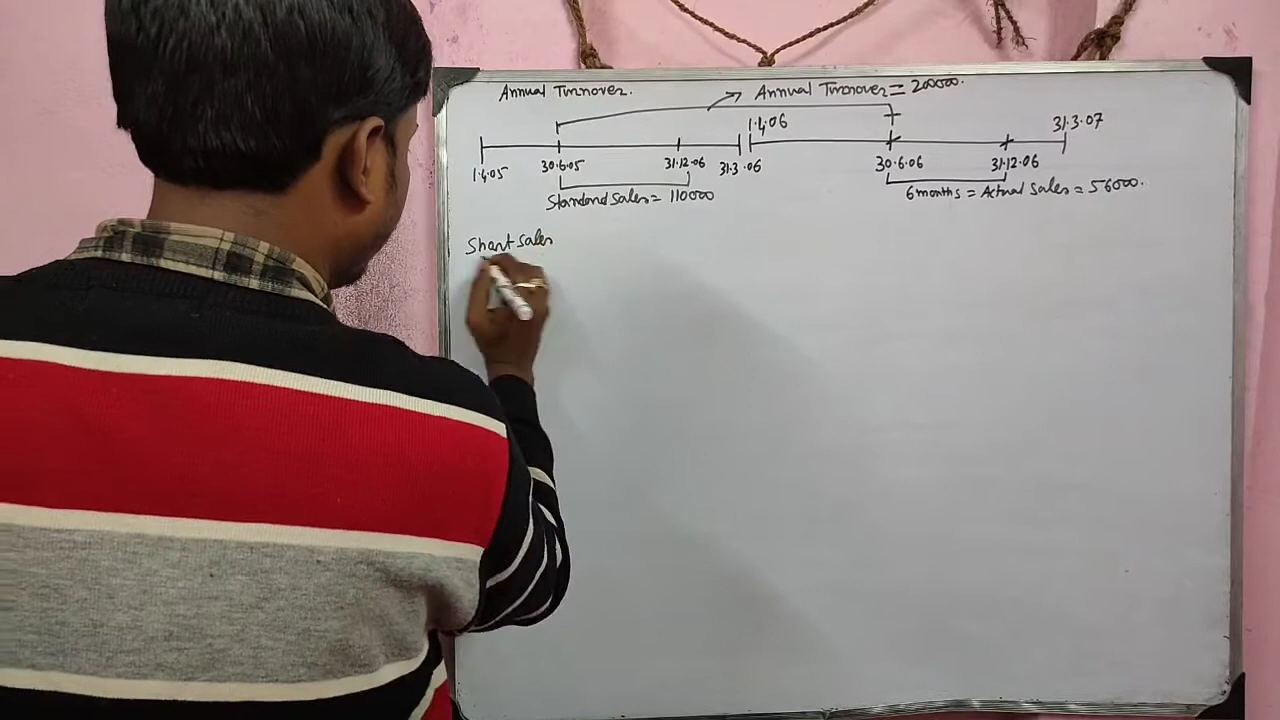 Annual Turnover. Annual Turnover = 200000.
1.4.06 31.3.07
1.4.05 30.6.05 31.12.06 31.3.06 30.6.06 31.12.06
Standard Sales = 110000 6 months = Actual Sales = 56000.
Short Sales